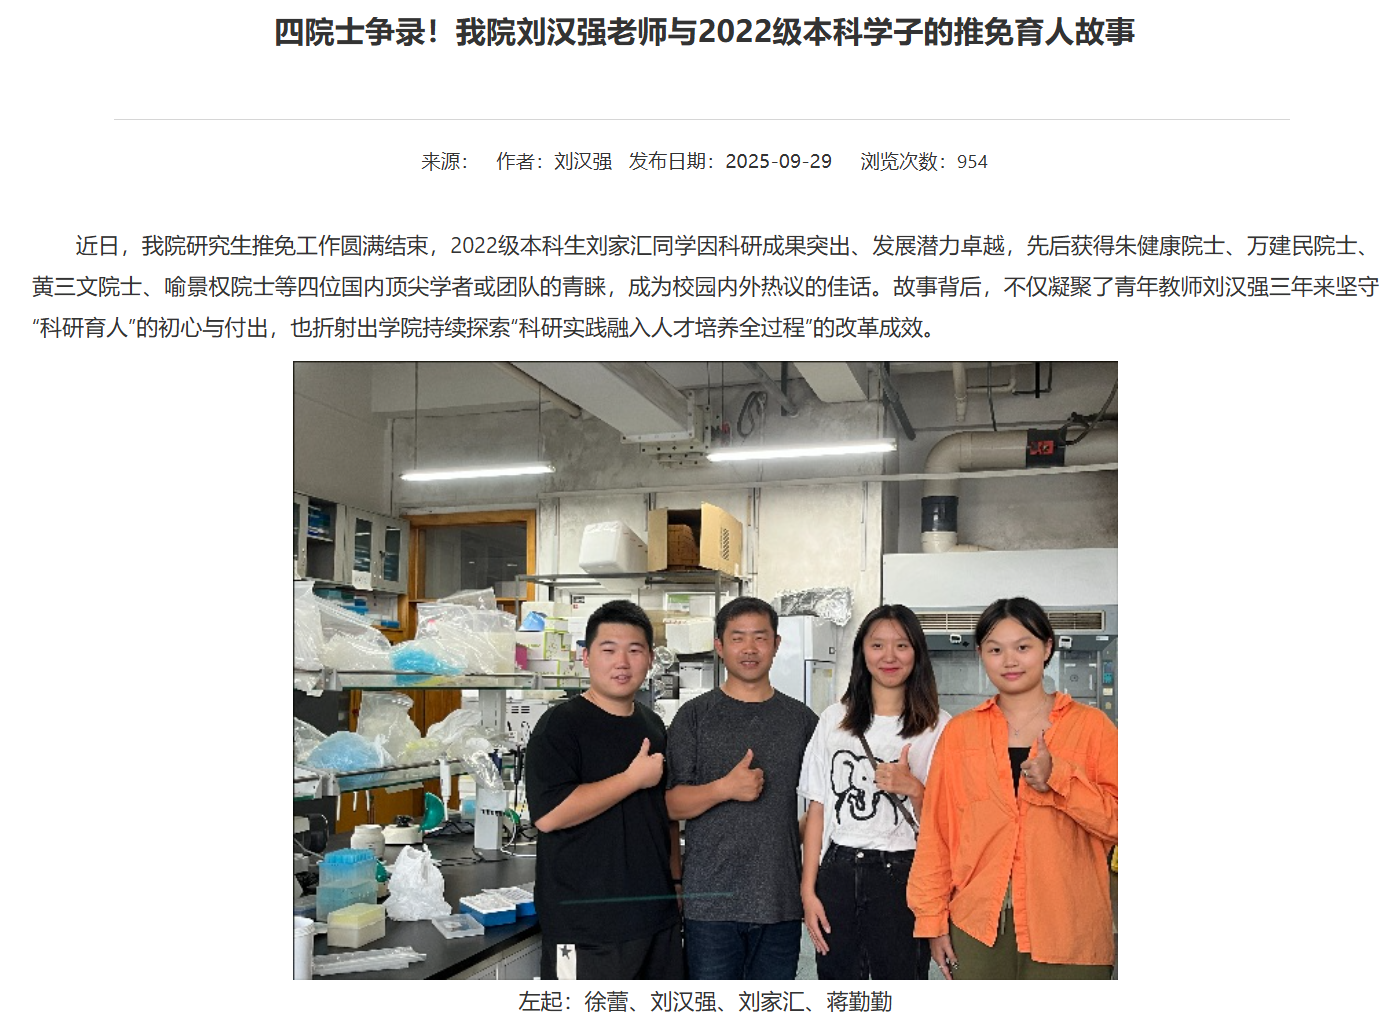 四院士争录！我院刘汉强老师与2022级本科学子的推免育人故事
来源： 作者：刘汉强 发布日期：2025-09-29 浏览次数：954
近日，我院研究生推免工作圆满结束，2022级本科生刘家汇同学因科研成果突出、发展潜力卓越，先后获得朱健康院士、万建民院士、
黄三文院士、喻景权院士等四位国内顶尖学者或团队的青睐，成为校园内外热议的佳话。故事背后，不仅凝聚了青年教师刘汉强三年来坚守
“科研育人”的初心与付出，也折射出学院持续探索“科研实践融入人才培养全过程”的改革成效。
左起：徐蕾、刘汉强、刘家汇、蒋勤勤